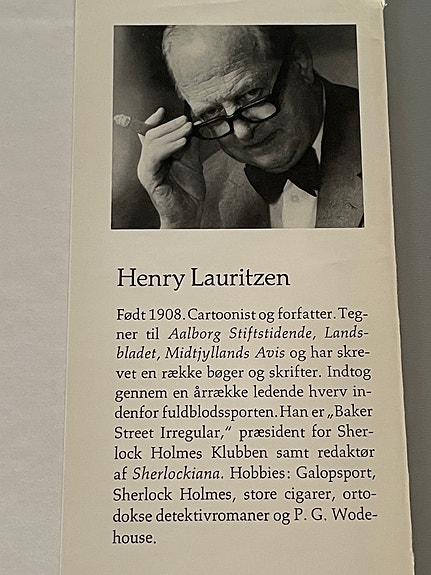 Henry Lauritzen
Født 1908. Cartoonist og forfatter. Teg-
ner til Aalborg Stiftstidende, Lands-
bladet, Midtjyllands Avis og har skre-
vet en række bøger og skrifter. Indtog
gennem en årrække ledende hverv in-
denfor fuldblodssporten. Han er „Baker
Street Irregular,“ præsident for Sher-
lock Holmes Klubben samt redaktør
af Sherlockiana. Hobbies: Galopsport,
Sherlock Holmes, store cigarer, orto-
dokse detektivromaner og P. G. Wode-
house.